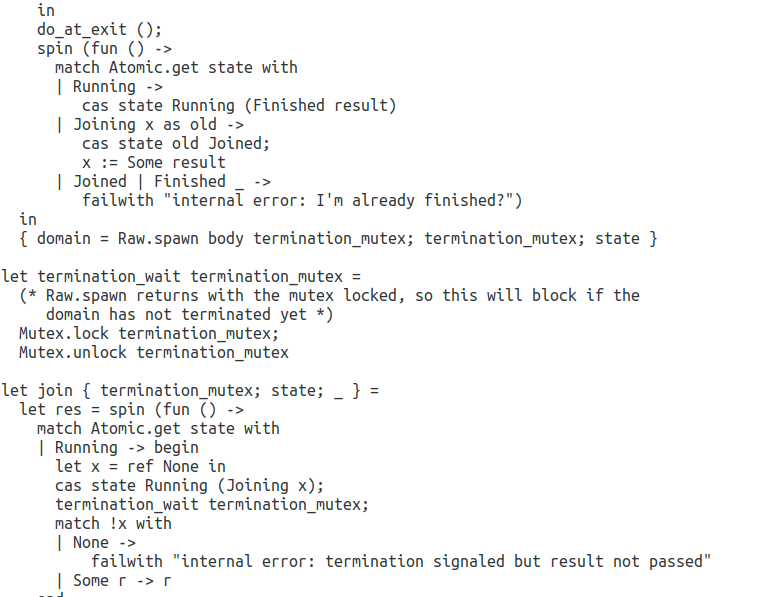 in
do_at_exit ();
spin (fun () ->
match Atomic.get state with
| Running ->
cas state Running (Finished result)
| Joining x as old ->
cas state old Joined;
x := Some result
| Joined | Finished _ ->
failwith "internal error: I'm already finished?")
in
{ domain = Raw.spawn body termination_mutex; termination_mutex; state }
let termination_wait termination_mutex =
(* Raw.spawn returns with the mutex locked, so this will block if the
domain has not terminated yet *)
Mutex.lock termination_mutex;
Mutex.unlock termination_mutex
let join { termination_mutex; state; _ } =
let res = spin (fun () ->
match Atomic.get state with
| Running -> begin
let x = ref None in
cas state Running (Joining x);
termination_wait termination_mutex;
match !x with
| None ->
failwith "internal error: termination signaled but result not passed"
| Some r -> r